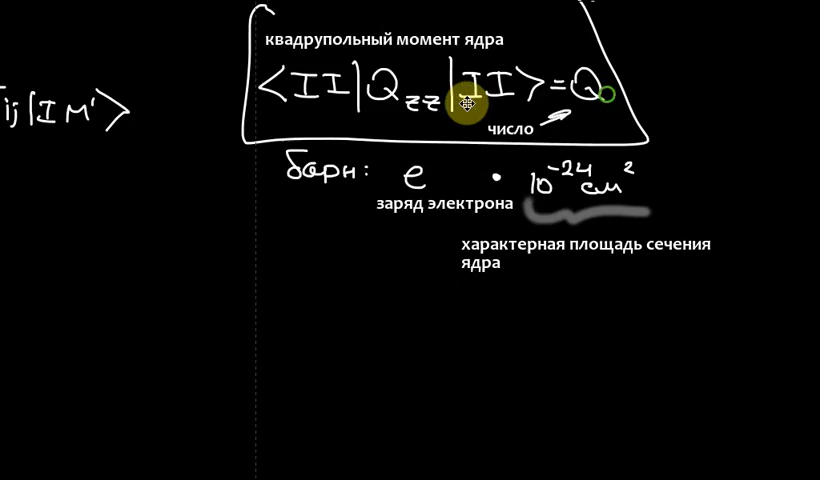 квадрупольный момент ядра
<II|Q_zz|II> = Q
ij|IM'>
число
барн: e · 10^-24 см^2
заряд электрона
характерная площадь сечения
ядра